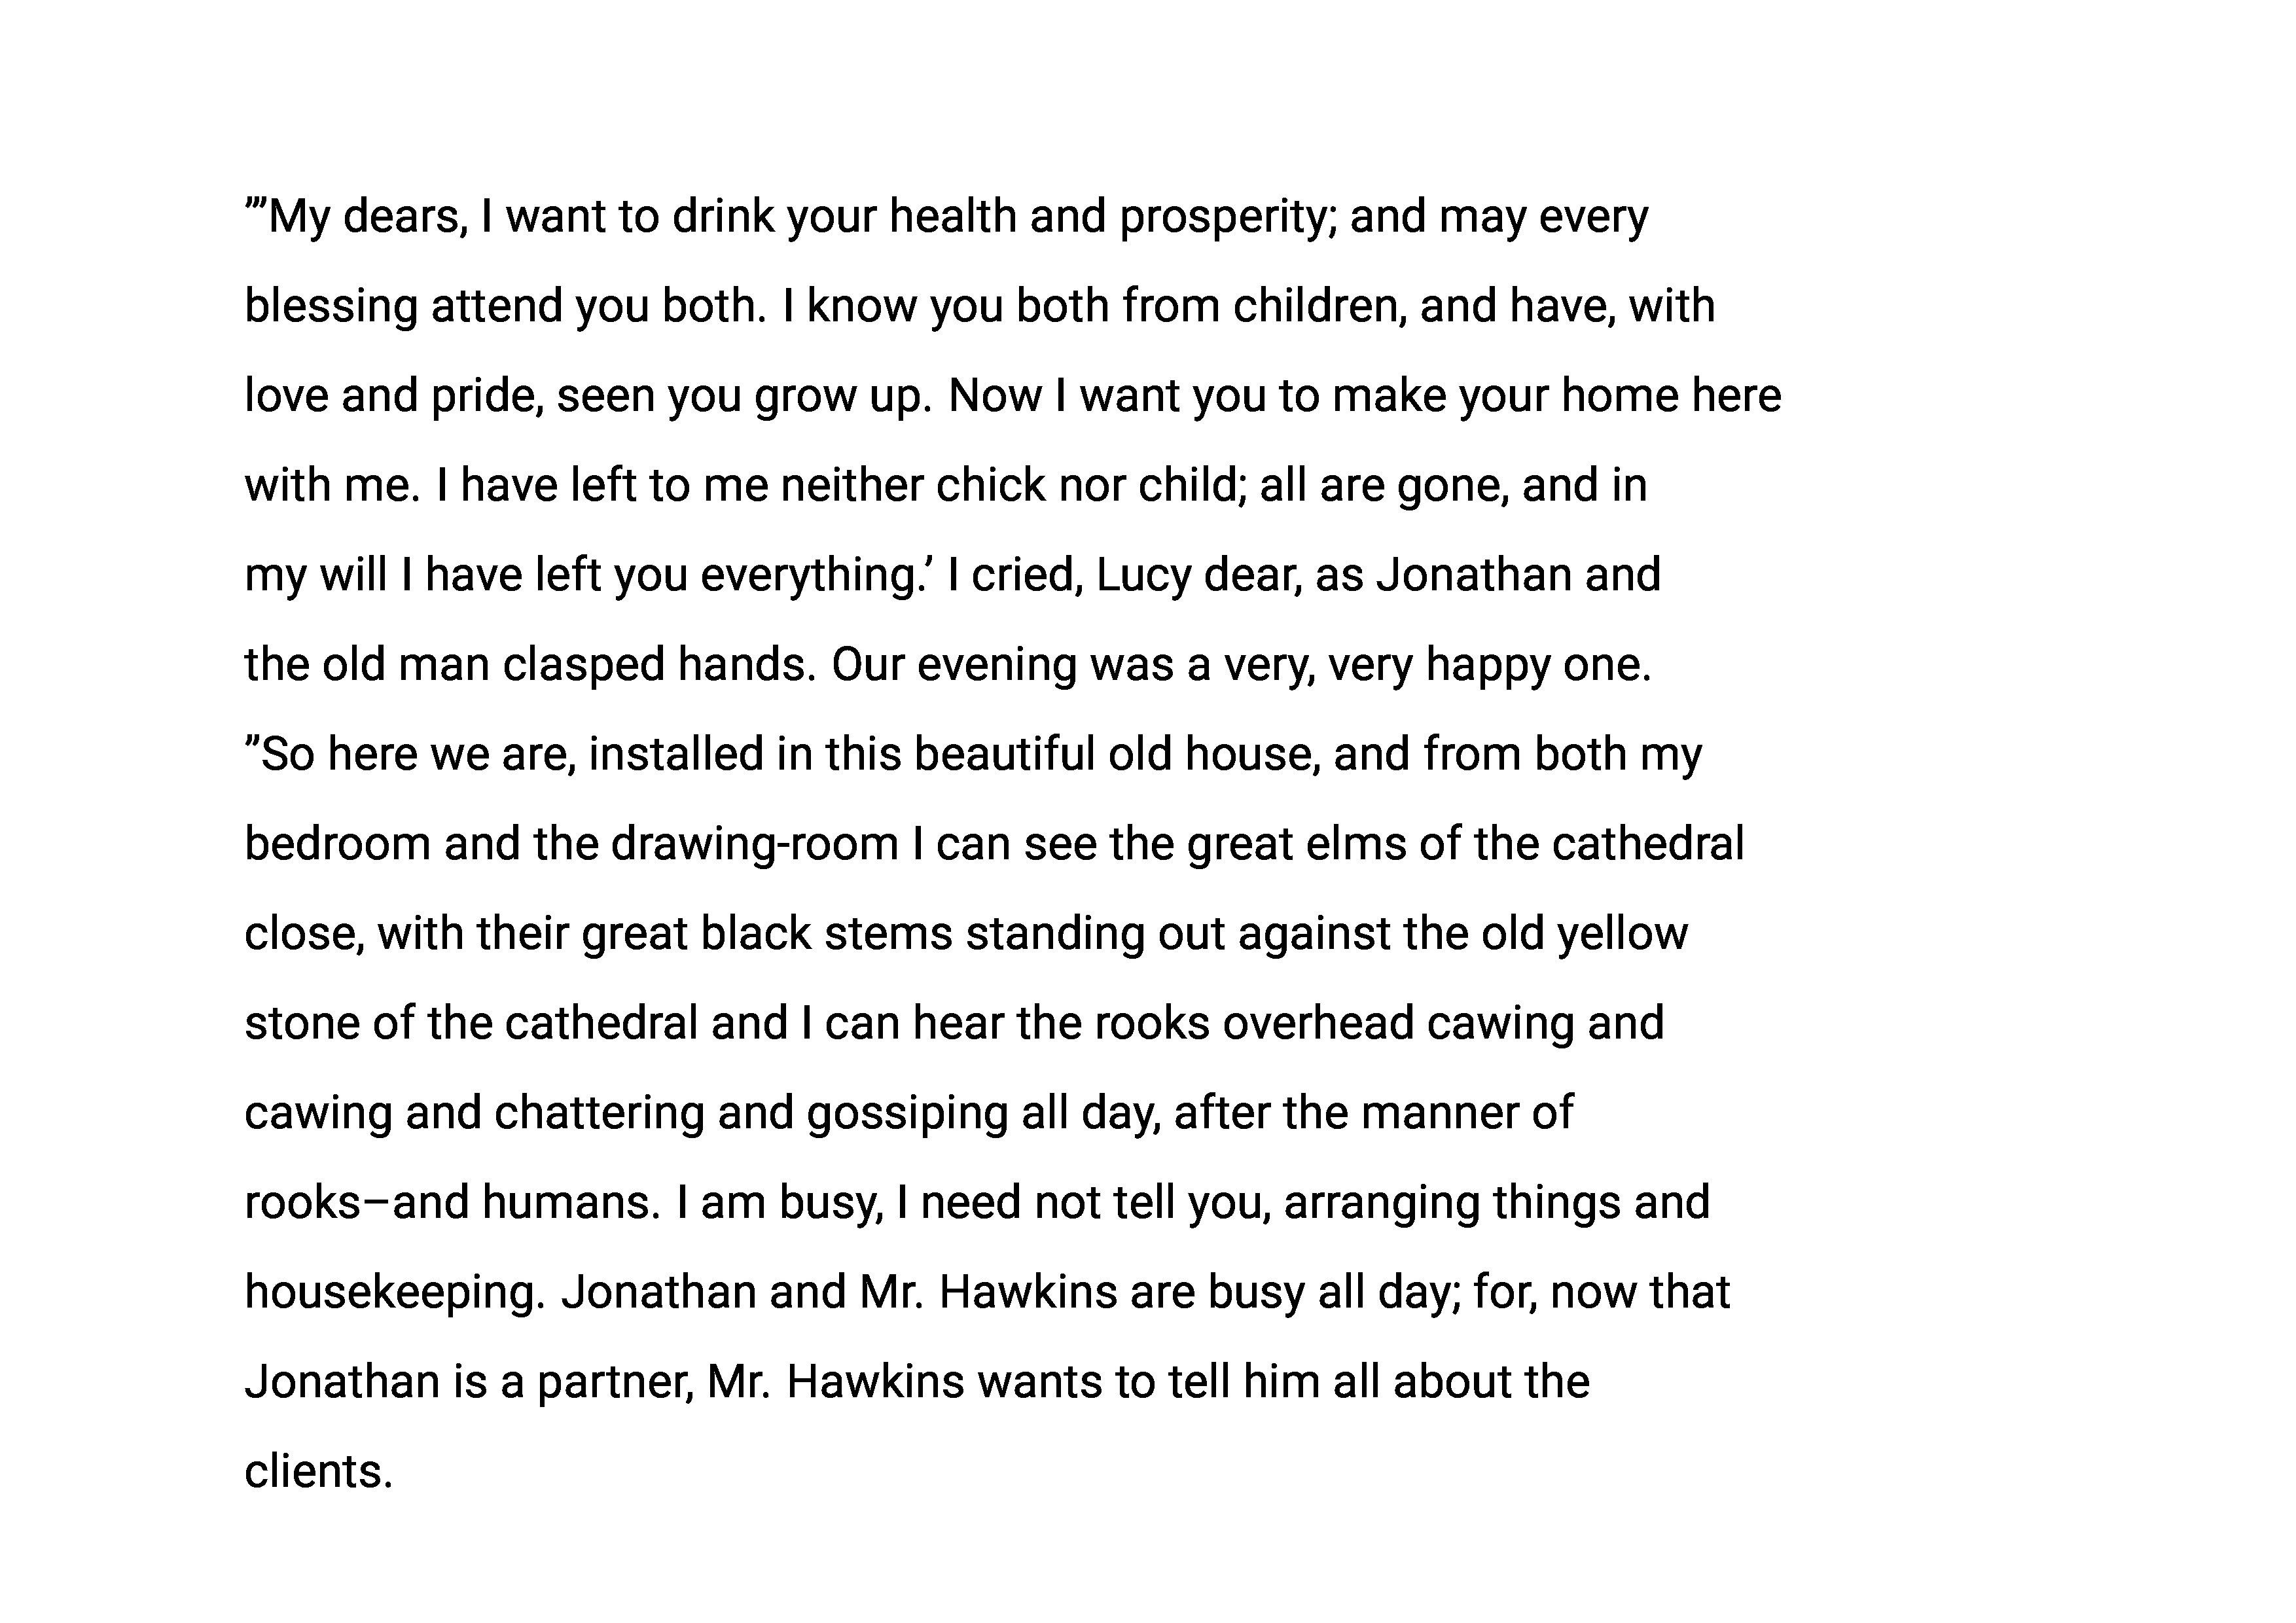 ”’My dears, I want to drink your health and prosperity; and may every
blessing attend you both. I know you both from children, and have, with
love and pride, seen you grow up. Now I want you to make your home here
with me. I have left to me neither chick nor child; all are gone, and in
my will I have left you everything.’ I cried, Lucy dear, as Jonathan and
the old man clasped hands. Our evening was a very, very happy one.
”So here we are, installed in this beautiful old house, and from both my
bedroom and the drawing-room I can see the great elms of the cathedral
close, with their great black stems standing out against the old yellow
stone of the cathedral and I can hear the rooks overhead cawing and
cawing and chattering and gossiping all day, after the manner of
rooks–and humans. I am busy, I need not tell you, arranging things and
housekeeping. Jonathan and Mr. Hawkins are busy all day; for, now that
Jonathan is a partner, Mr. Hawkins wants to tell him all about the
clients.